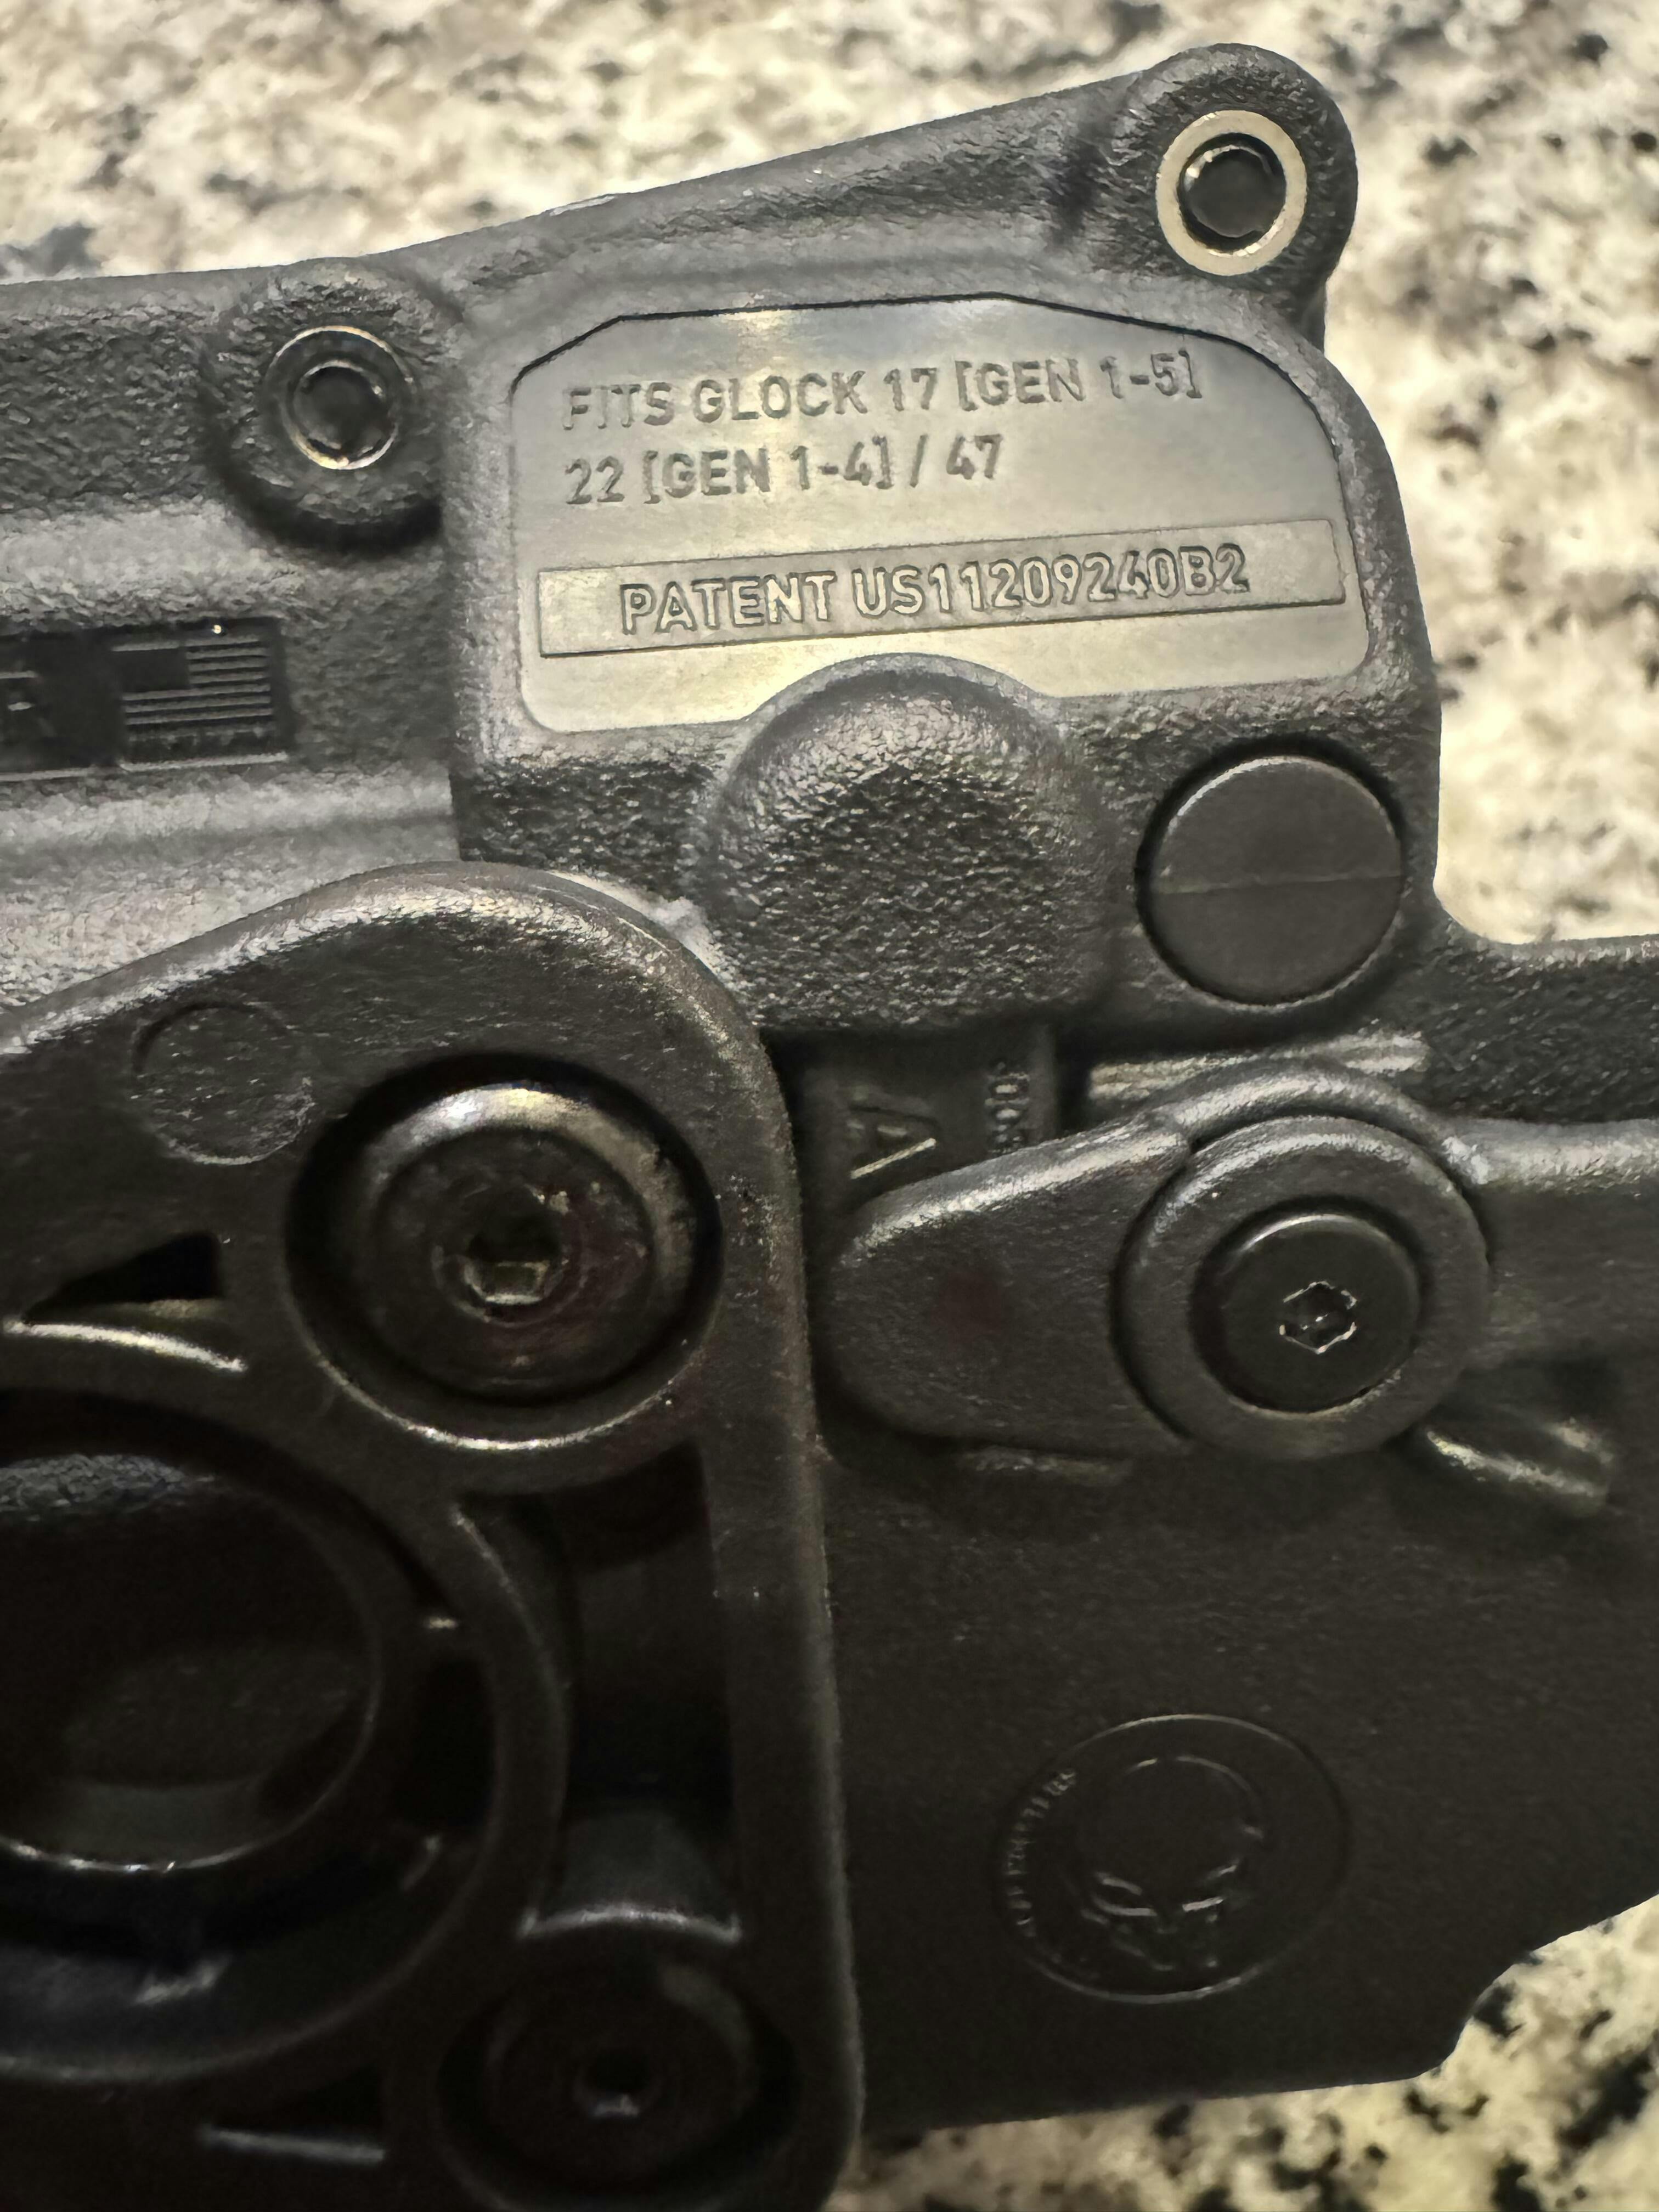 FITS GLOCK 17 [GEN 1-5]
22 [GEN 1-4] / 47
PATENT US11209240B2
R
A